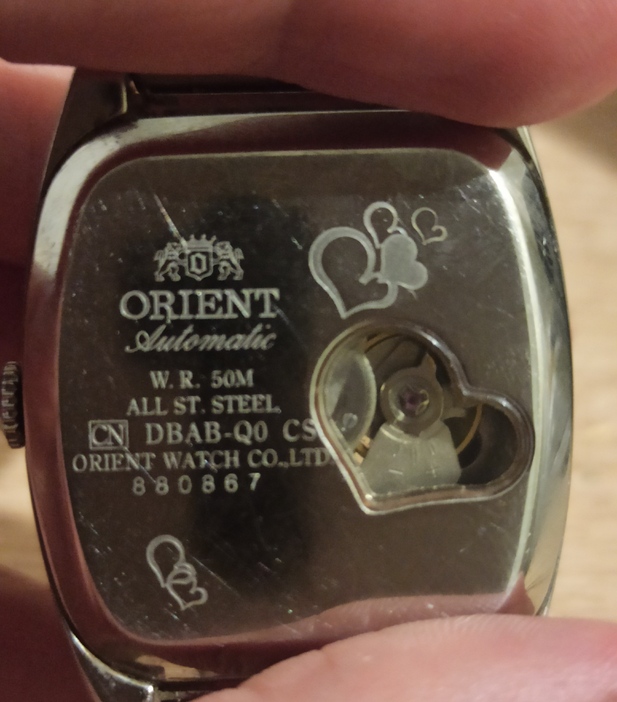 ORIENT
Automatic
W. R. 50M
ALL ST. STEEL
CN DBAB-Q0 CS
ORIENT WATCH CO.,LTD.
880867